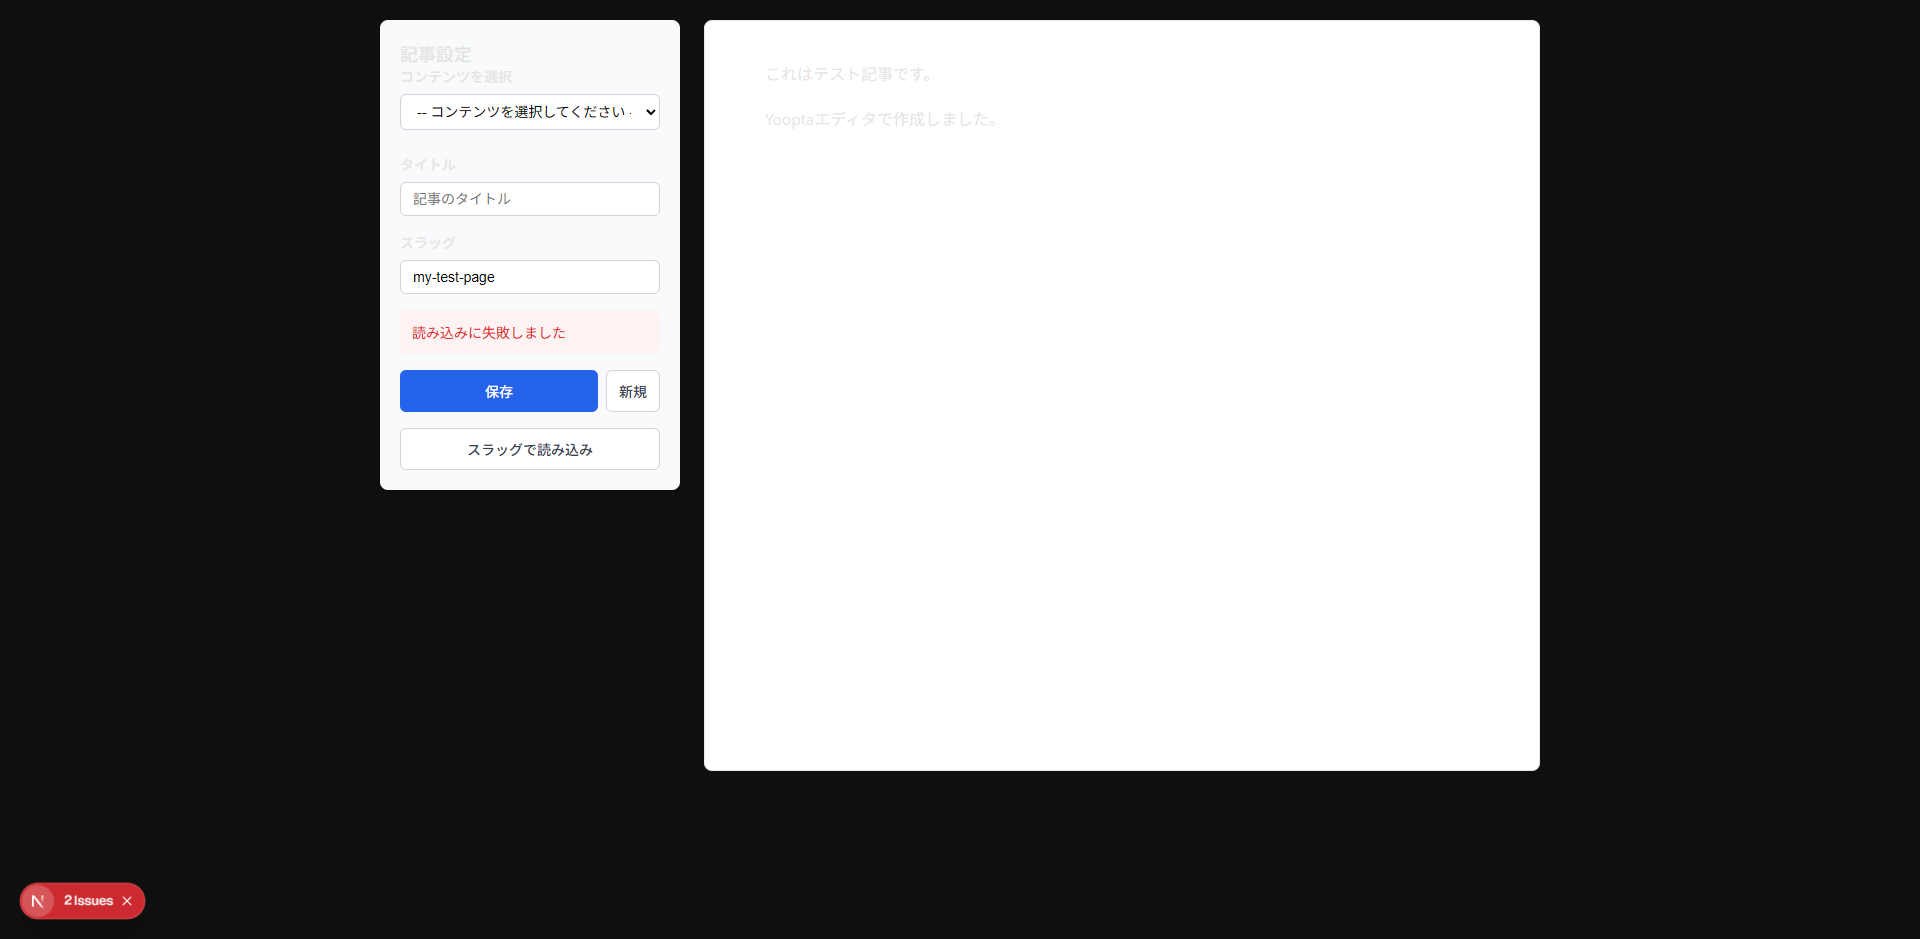 記事設定
コンテンツを選択
-- コンテンツを選択してください -
タイトル
記事のタイトル
スラッグ
my-test-page
読み込みに失敗しました
保存
新規
スラッグで読み込み
これはテスト記事です。
Yooptaエディタで作成しました。
N
2 Issues